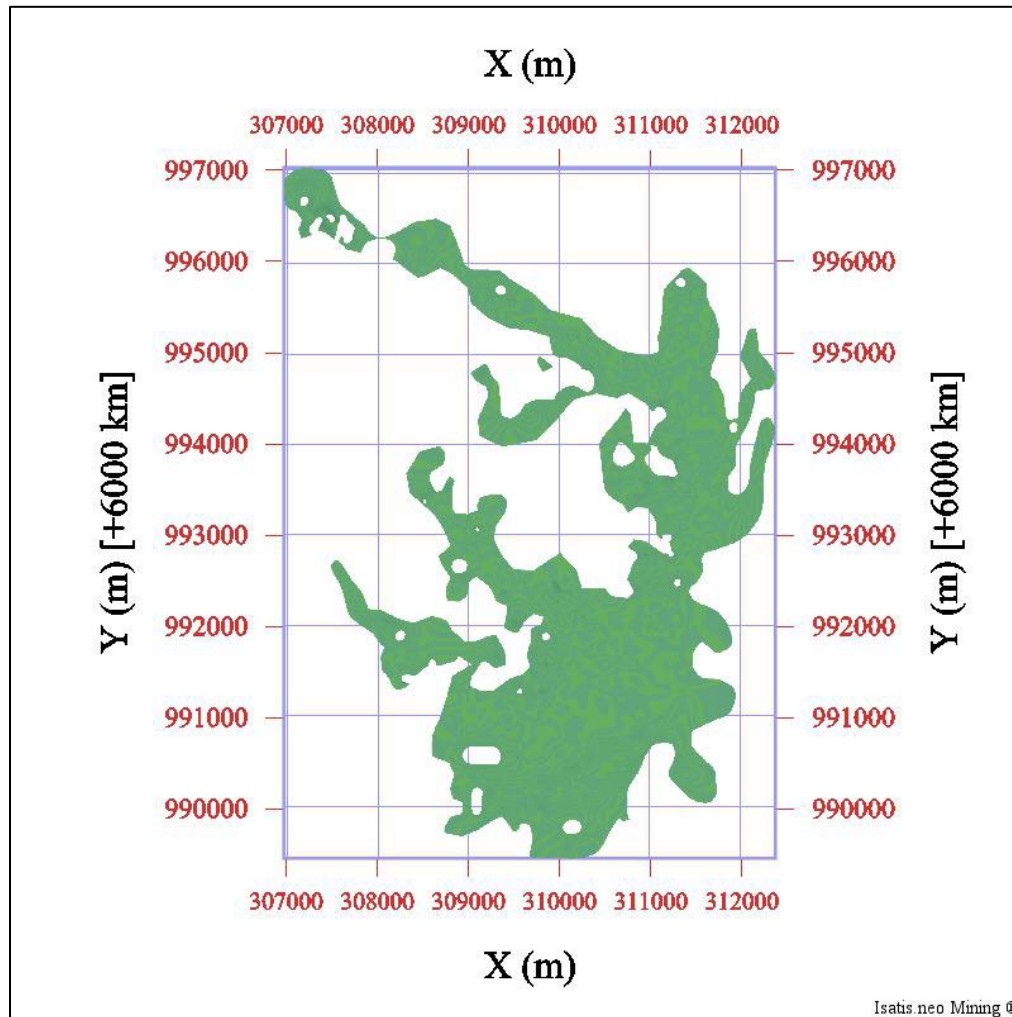 X (m)
307000 308000 309000 310000 311000 312000
997000 997000
996000 996000
995000 995000
994000 994000
993000 993000
992000 992000
991000 991000
990000 990000
Y (m) [+6000 km]
Y (m) [+6000 km]
307000 308000 309000 310000 311000 312000
X (m)
Isatis.neo Mining ©